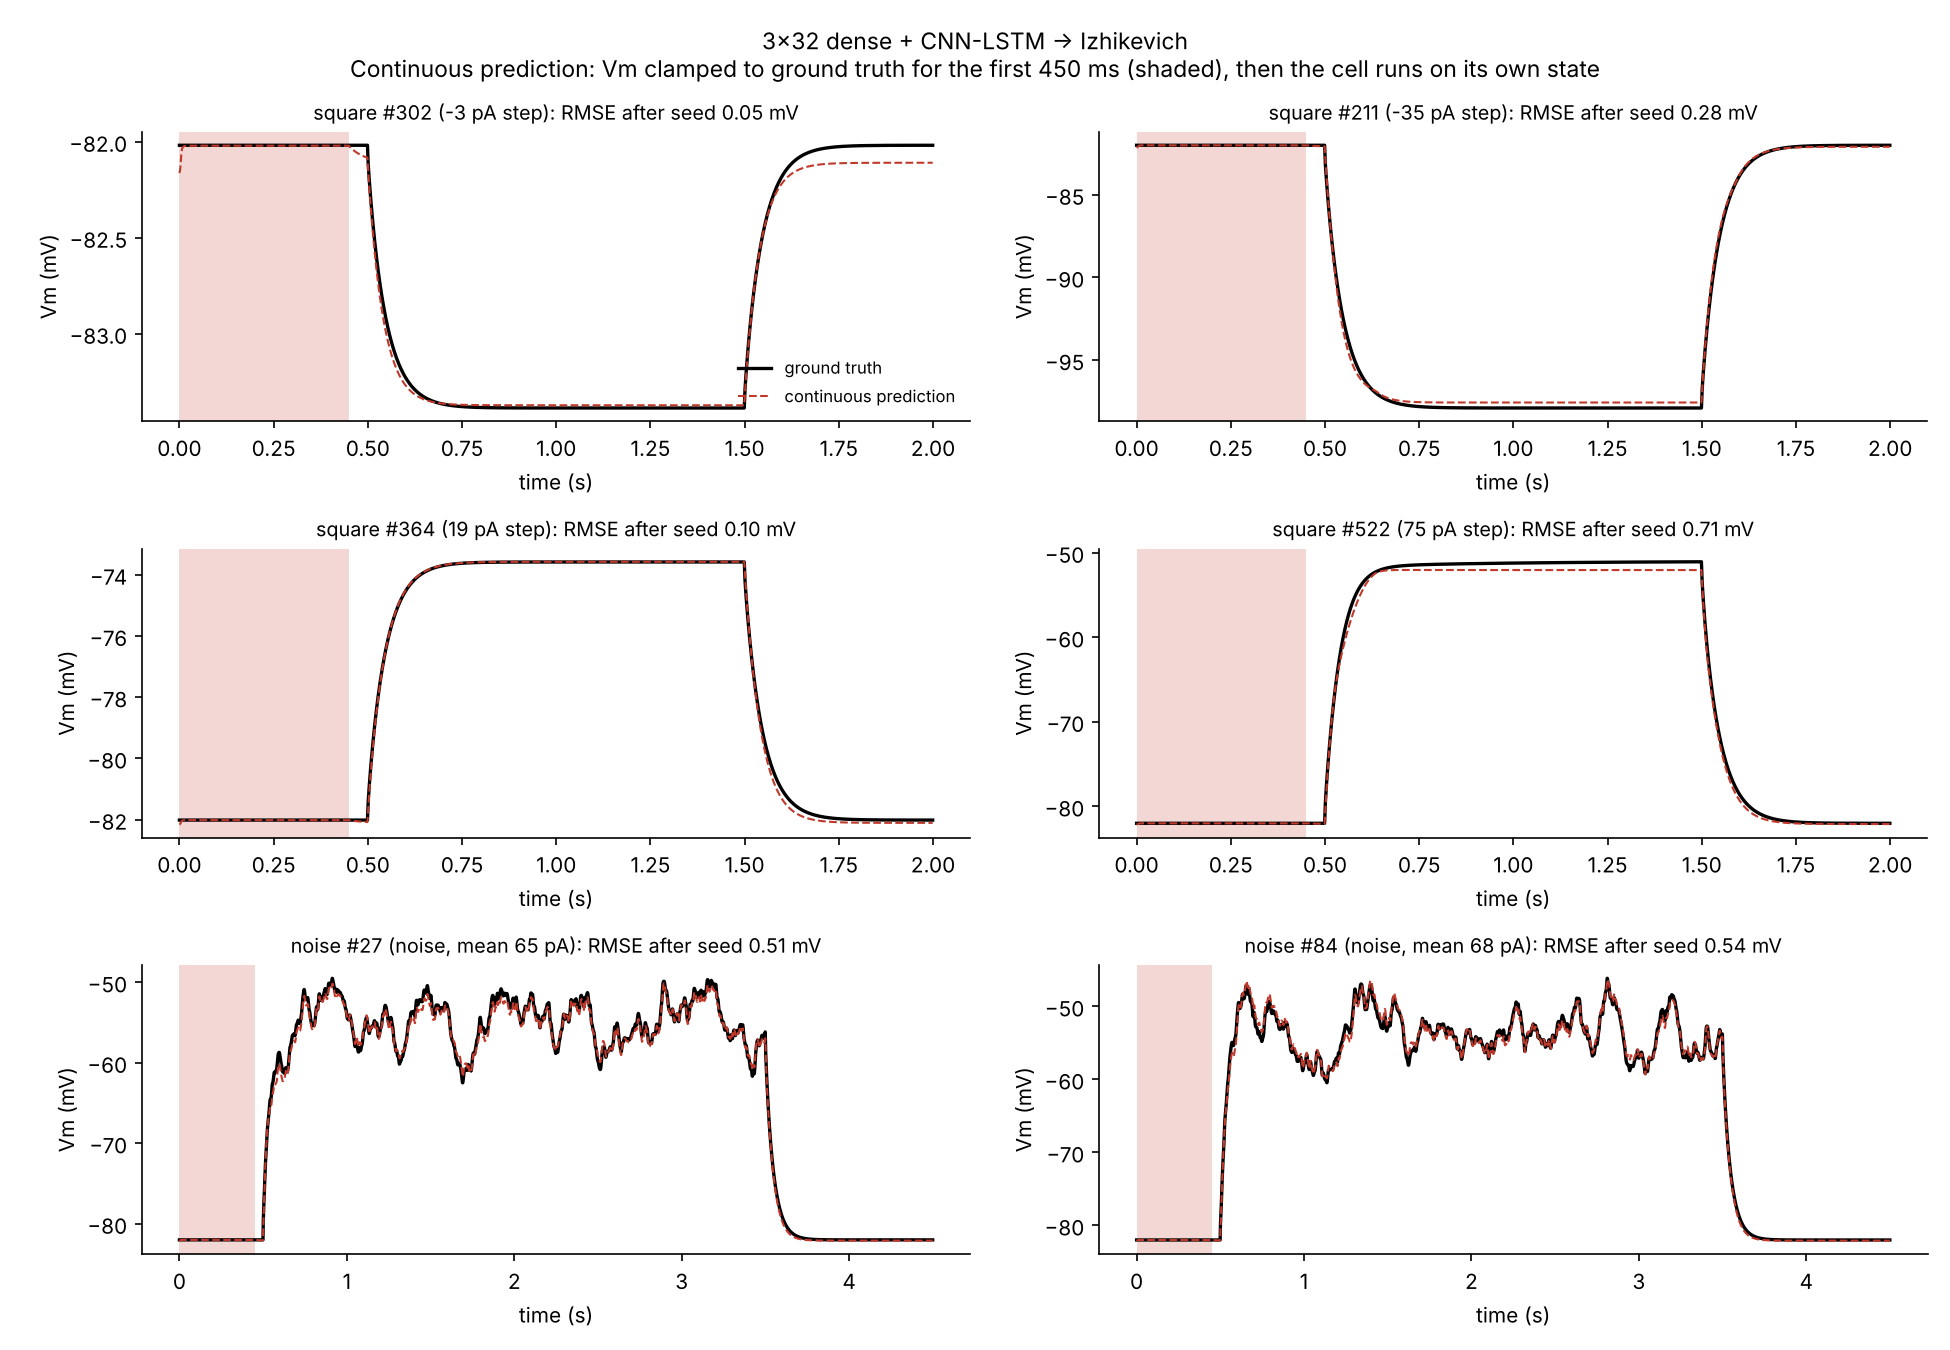 3×32 dense + CNN-LSTM → Izhikevich
Continuous prediction: Vm clamped to ground truth for the first 450 ms (shaded), then the cell runs on its own state
square #302 (-3 pA step): RMSE after seed 0.05 mV
Vm (mV)
−82.0
−82.5
−83.0
ground truth
continuous prediction
0.00 0.25 0.50 0.75 1.00 1.25 1.50 1.75 2.00
time (s)
square #211 (-35 pA step): RMSE after seed 0.28 mV
Vm (mV)
−85
−90
−95
0.00 0.25 0.50 0.75 1.00 1.25 1.50 1.75 2.00
time (s)
square #364 (19 pA step): RMSE after seed 0.10 mV
Vm (mV)
−74
−76
−78
−80
−82
0.00 0.25 0.50 0.75 1.00 1.25 1.50 1.75 2.00
time (s)
square #522 (75 pA step): RMSE after seed 0.71 mV
Vm (mV)
−50
−60
−70
−80
0.00 0.25 0.50 0.75 1.00 1.25 1.50 1.75 2.00
time (s)
noise #27 (noise, mean 65 pA): RMSE after seed 0.51 mV
Vm (mV)
−50
−60
−70
−80
0 1 2 3 4
time (s)
noise #84 (noise, mean 68 pA): RMSE after seed 0.54 mV
Vm (mV)
−50
−60
−70
−80
0 1 2 3 4
time (s)